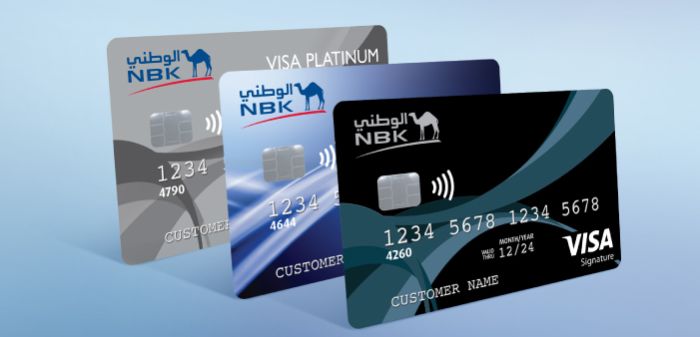 الوطني
NBK
VISA PLATINUM
1234
4790
CUSTOMER
الوطني
NBK
1234
4644
CUSTOMER
الوطني
NBK
1234 5678 1234 5678
4260
VALID THRU
MONTH/YEAR
12/24
CUSTOMER NAME
VISA
Signature